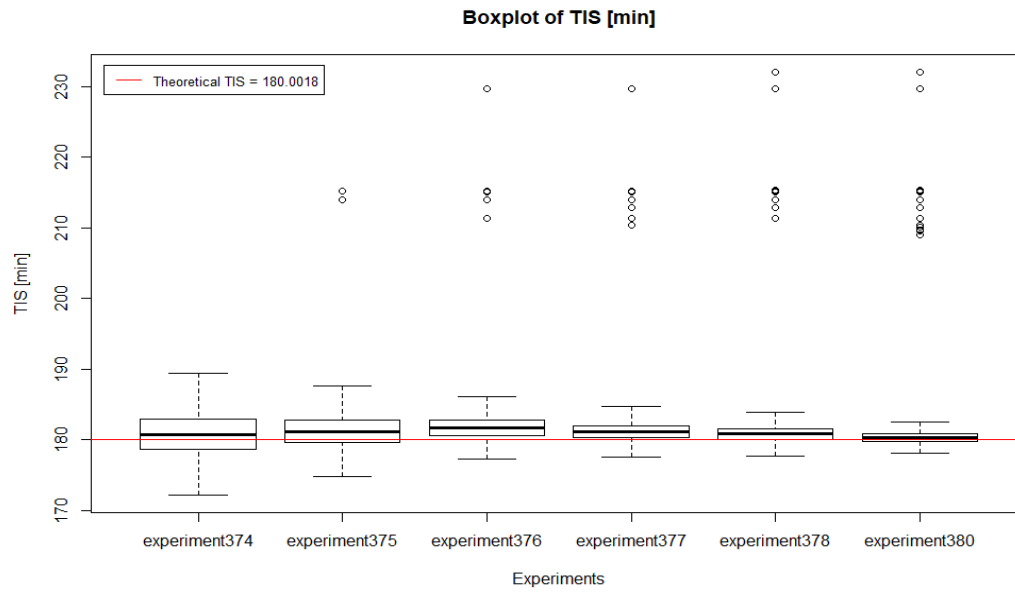 Boxplot of TIS [min]
Theoretical TIS = 180.0018
230
220
210
200
190
180
170
TIS [min]
experiment374 experiment375 experiment376 experiment377 experiment378 experiment380
Experiments